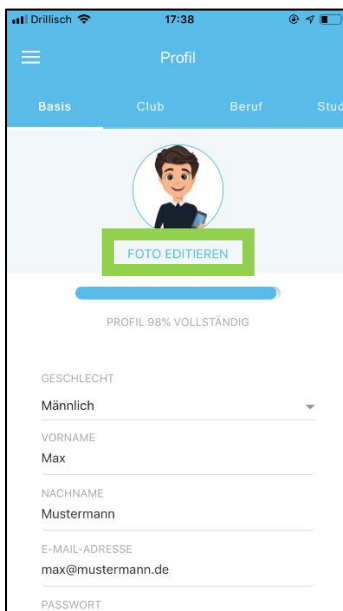 Drillisch 17:38
Profil
Basis Club Beruf Stud
FOTO EDITIEREN
PROFIL 98% VOLLSTÄNDIG
GESCHLECHT
Männlich
VORNAME
Max
NACHNAME
Mustermann
E-MAIL-ADRESSE
max@mustermann.de
PASSWORT